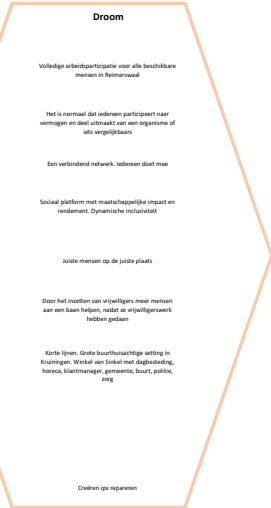 Droom
Volledige arbeidsparticipatie voor alle beschikbare
mensen in Reimerswaal
Het is normaal dat iedereen participeert naar
vermogen en deel uitmaakt van een organisme of
iets vergelijkbaars
Een verbindend netwerk. Iedereen doet mee
Sociaal platform met maatschappelijke impact en
rendement. Dynamische inclusiviteit
Juiste mensen op de juiste plaats
Door het inzetten van vrijwilligers meer mensen
aan een baan helpen, nadat ze vrijwilligerswerk
hebben gedaan
Korte lijnen. Grote buurthuisachtige setting in
Kruiningen. Winkel van Sinkel met dagbesteding,
horeca, klantmanager, gemeente, buurt, politie,
zorg
Creëren ipv repareren